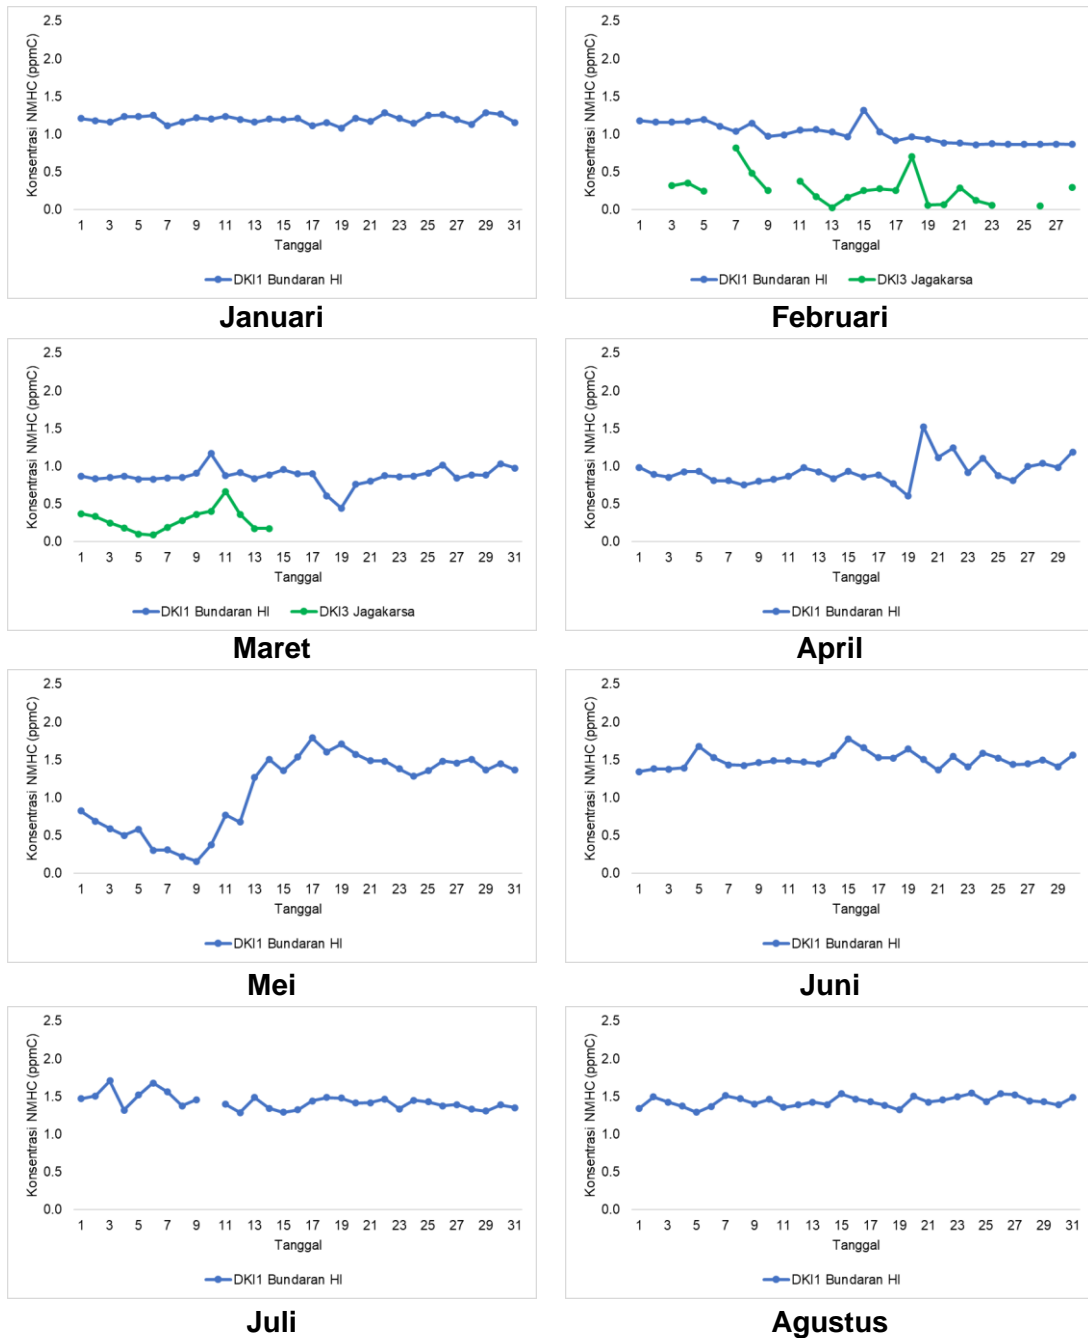 Konsentrasi NMHC (ppmC)
2.5
2.0
1.5
1.0
0.5
0.0
1 3 5 7 9 11 13 15 17 19 21 23 25 27 29 31
Tanggal
DKI1 Bundaran HI
Januari
Konsentrasi NMHC (ppmC)
2.5
2.0
1.5
1.0
0.5
0.0
1 3 5 7 9 11 13 15 17 19 21 23 25 27
Tanggal
DKI1 Bundaran HI DKI3 Jagakarsa
Februari
Konsentrasi NMHC (ppmC)
2.5
2.0
1.5
1.0
0.5
0.0
1 3 5 7 9 11 13 15 17 19 21 23 25 27 29 31
Tanggal
DKI1 Bundaran HI DKI3 Jagakarsa
Maret
Konsentrasi NMHC (ppmC)
2.5
2.0
1.5
1.0
0.5
0.0
1 3 5 7 9 11 13 15 17 19 21 23 25 27 29
Tanggal
DKI1 Bundaran HI
April
Konsentrasi NMHC (ppmC)
2.5
2.0
1.5
1.0
0.5
0.0
1 3 5 7 9 11 13 15 17 19 21 23 25 27 29 31
Tanggal
DKI1 Bundaran HI
Mei
Konsentrasi NMHC (ppmC)
2.5
2.0
1.5
1.0
0.5
0.0
1 3 5 7 9 11 13 15 17 19 21 23 25 27 29
Tanggal
DKI1 Bundaran HI
Juni
Konsentrasi NMHC (ppmC)
2.5
2.0
1.5
1.0
0.5
0.0
1 3 5 7 9 11 13 15 17 19 21 23 25 27 29 31
Tanggal
DKI1 Bundaran HI
Juli
Konsentrasi NMHC (ppmC)
2.5
2.0
1.5
1.0
0.5
0.0
1 3 5 7 9 11 13 15 17 19 21 23 25 27 29 31
Tanggal
DKI1 Bundaran HI
Agustus